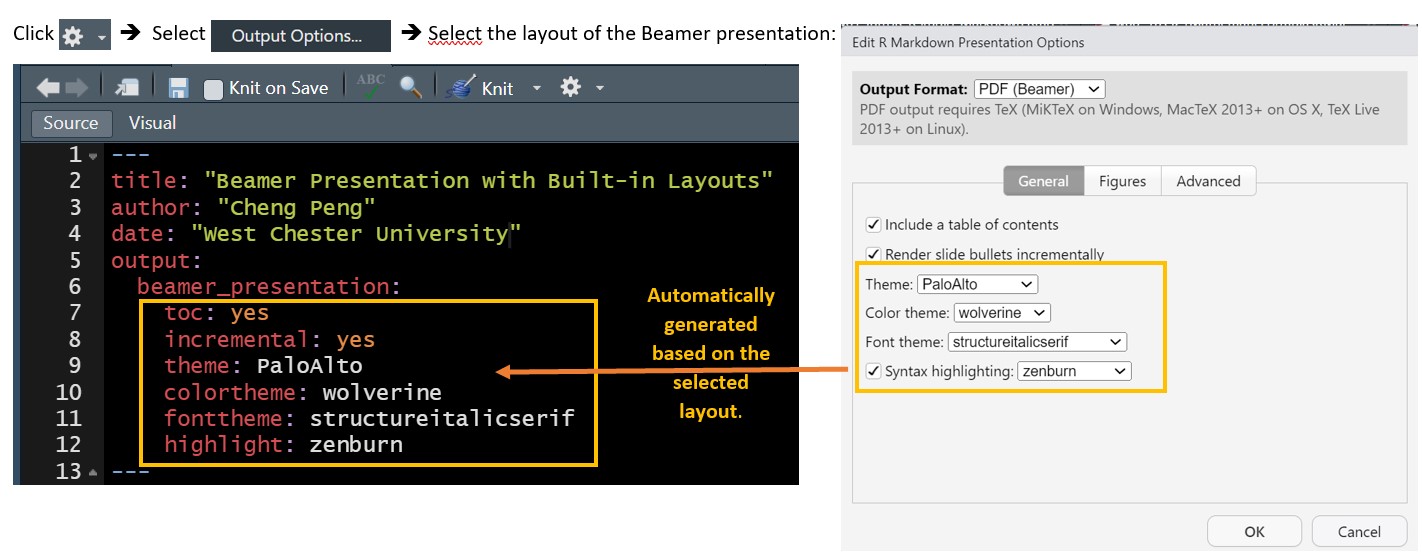 Click → Select Output Options... → Select the layout of the Beamer presentation:
Knit on Save ABC Knit
Source Visual
1 ---
2 title: "Beamer Presentation with Built-in Layouts"
3 author: "Cheng Peng"
4 date: "West Chester University"
5 output:
6 beamer_presentation:
7 toc: yes
8 incremental: yes
9 theme: PaloAlto
10 colortheme: wolverine
11 fonttheme: structureitalicserif
12 highlight: zenburn
13 ---
Automatically
generated
based on the
selected
layout.
Edit R Markdown Presentation Options
Output Format: PDF (Beamer)
PDF output requires TeX (MiKTeX on Windows, MacTeX 2013+ on OS X, TeX Live
2013+ on Linux).
General Figures Advanced
Include a table of contents
Render slide bullets incrementally
Theme: PaloAlto
Color theme: wolverine
Font theme: structureitalicserif
Syntax highlighting: zenburn
OK Cancel